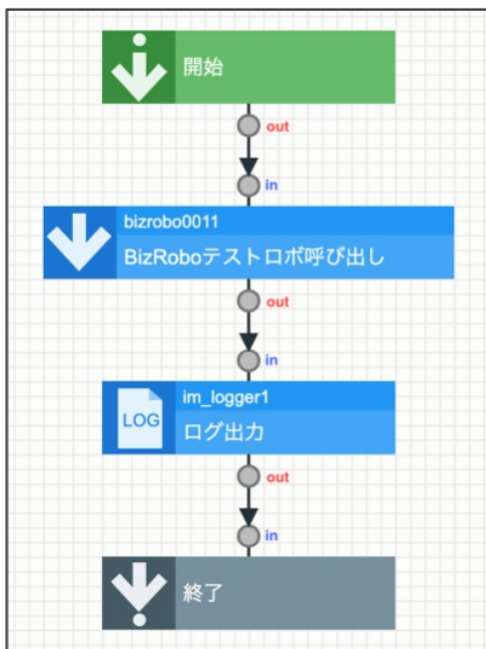 開始
out
in
bizrobo0011
BizRoboテストロボ呼び出し
out
in
LOG
im_logger1
ログ出力
out
in
終了